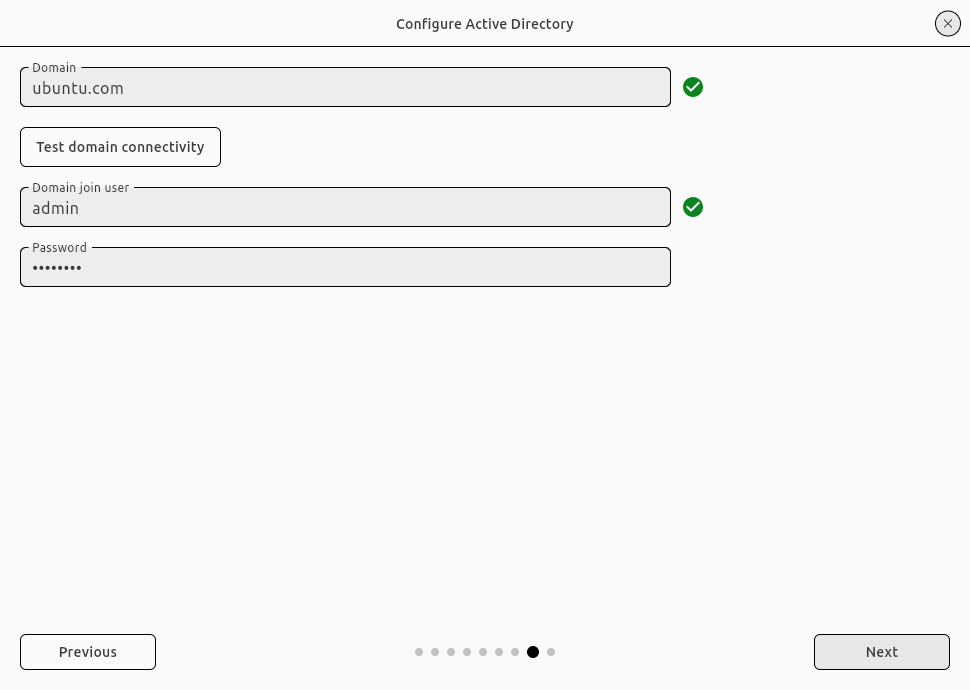 Configure Active Directory
Domain
ubuntu.com
Test domain connectivity
Domain join user
admin
Password
••••••••
Previous
Next